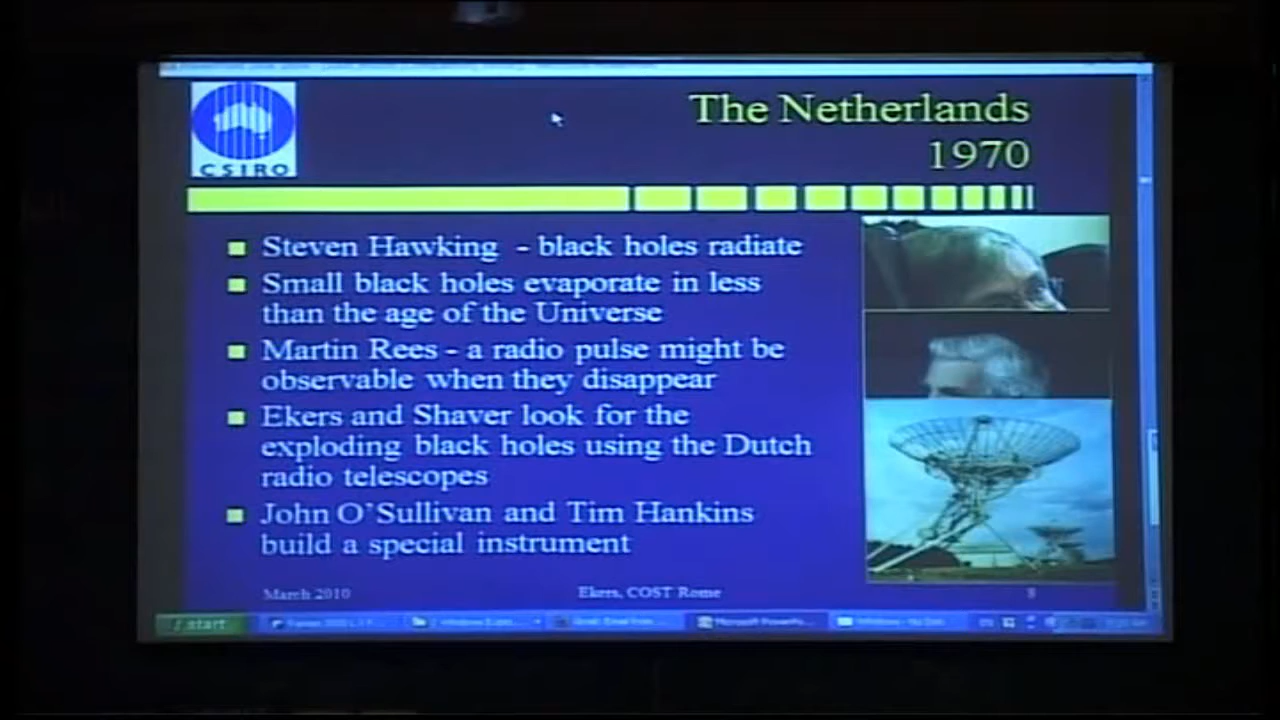 CSIRO
The Netherlands
1970
Steven Hawking - black holes radiate
Small black holes evaporate in less
than the age of the Universe
Martin Rees - a radio pulse might be
observable when they disappear
Ekers and Shaver look for the
exploding black holes using the Dutch
radio telescopes
John O'Sullivan and Tim Hankins
build a special instrument
March 2010
Ekers, COST Rome
8
start